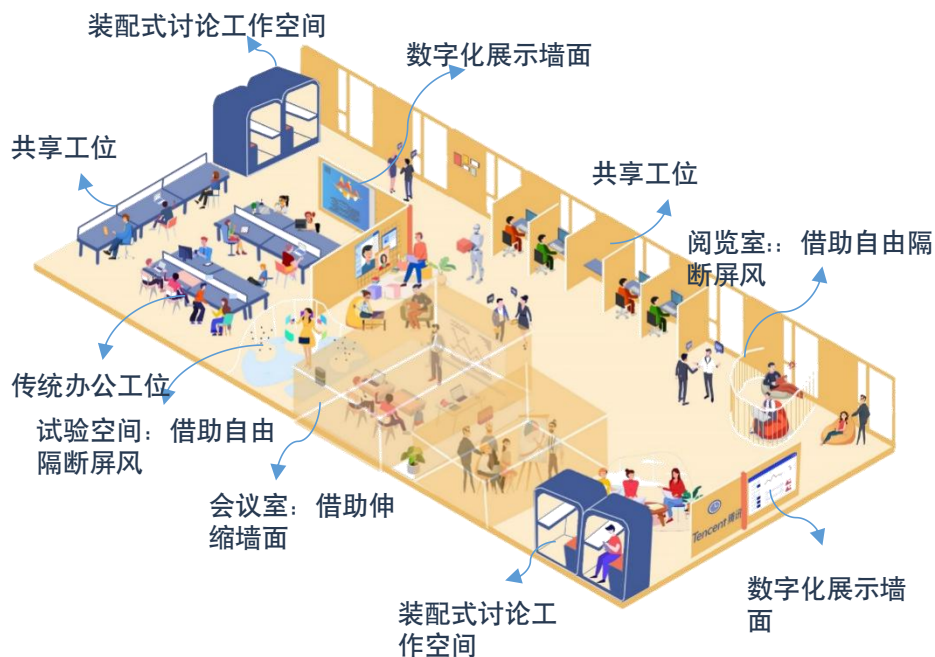 装配式讨论工作空间
数字化展示墙面
共享工位
共享工位
阅览室:：借助自由隔
断屏风
传统办公工位
试验空间：借助自由
隔断屏风
会议室：借助伸
缩墙面
Tencent 腾讯
装配式讨论工
作空间
数字化展示墙
面